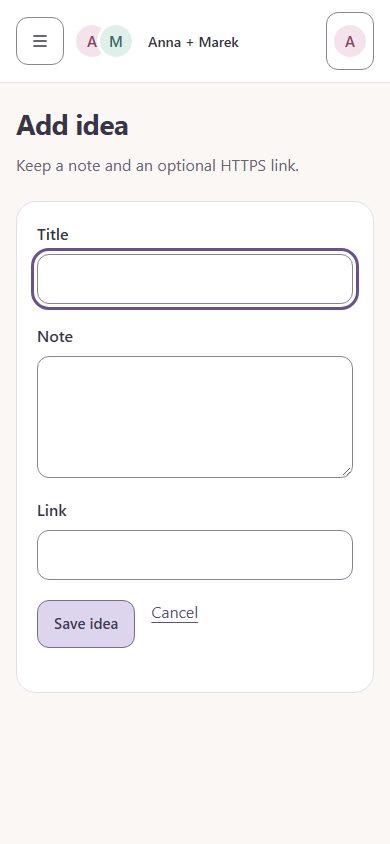 A M Anna + Marek A
Add idea
Keep a note and an optional HTTPS link.
Title
Note
Link
Save idea Cancel